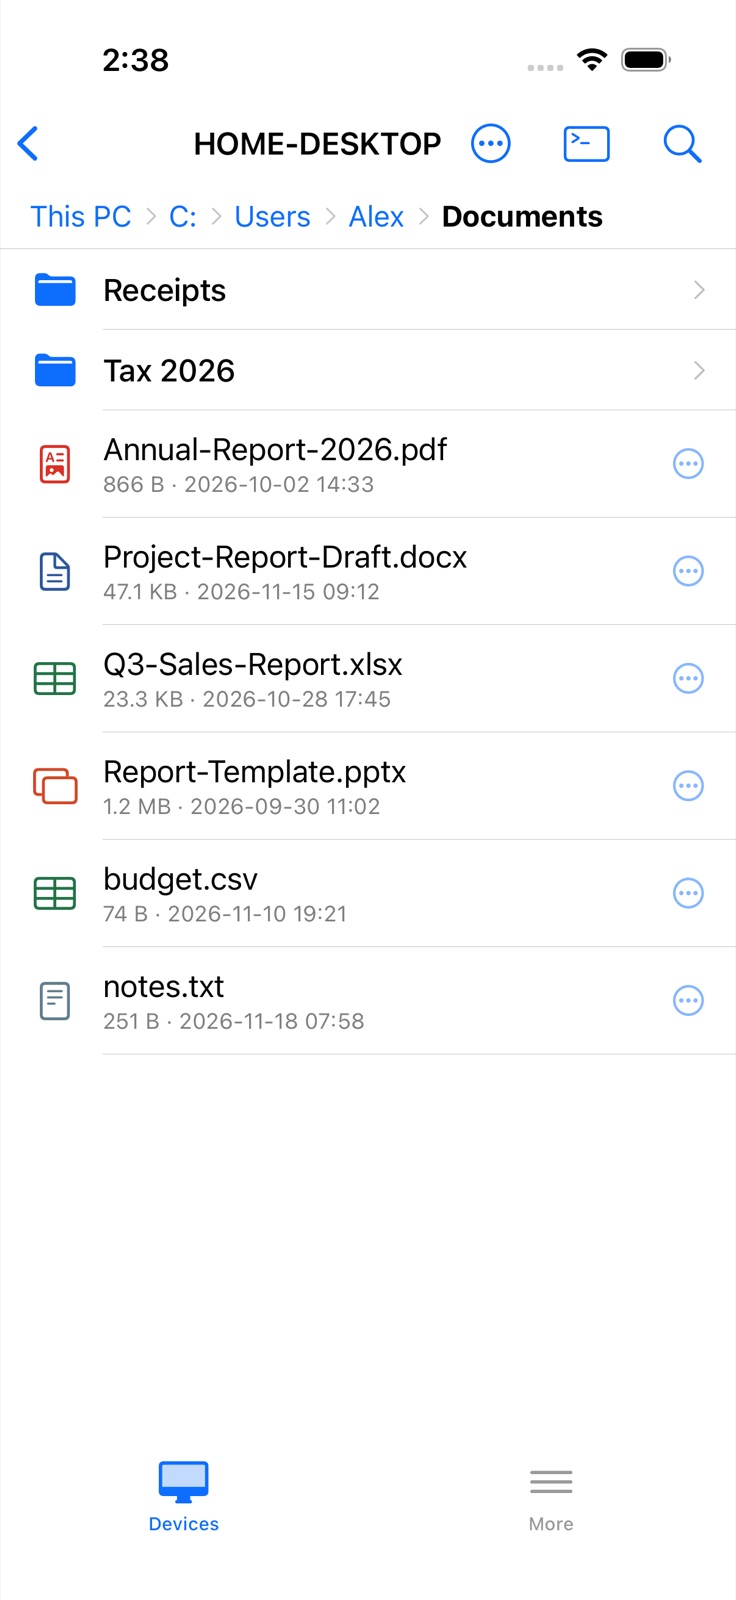 2:38
HOME-DESKTOP
This PC > C: > Users > Alex > Documents
Receipts
Tax 2026
Annual-Report-2026.pdf
866 B · 2026-10-02 14:33
Project-Report-Draft.docx
47.1 KB · 2026-11-15 09:12
Q3-Sales-Report.xlsx
23.3 KB · 2026-10-28 17:45
Report-Template.pptx
1.2 MB · 2026-09-30 11:02
budget.csv
74 B · 2026-11-10 19:21
notes.txt
251 B · 2026-11-18 07:58
Devices
More